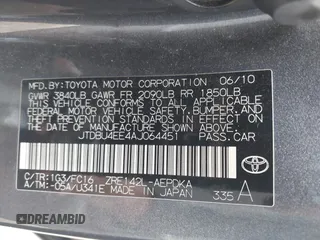 MFD.BY:TOYOTA MOTOR CORPORATION 06/10
GVWR 3840LB GAWR FR 2090LB RR 1850LB
THIS VEHICLE CONFORMS TO ALL APPLICABLE
FEDERAL MOTOR VEHICLE SAFETY, BUMPER, AND
THEFT PREVENTION STANDARDS IN EFFECT ON
THE DATE OF MANUFACTURE SHOWN ABOVE.
JTDBU4EE4AJ064451 PASS.CAR
TOYOTA
C/TR:1G3/FC16 ZRE142L-AEPDKA
A/TM:-05A/U341E MADE IN JAPAN 335 A
DREAMBID